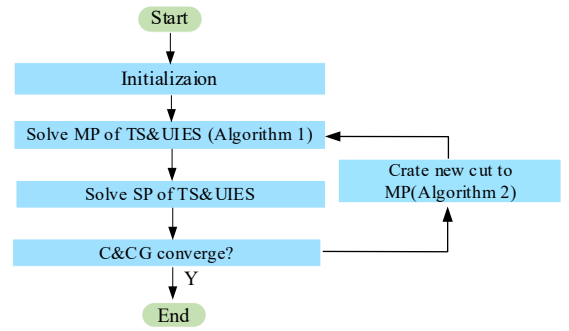 Start
Initializaion
Solve MP of TS&UIES (Algorithm 1)
Crate new cut to
MP(Algorithm 2)
Solve SP of TS&UIES
C&CG converge?
Y
End